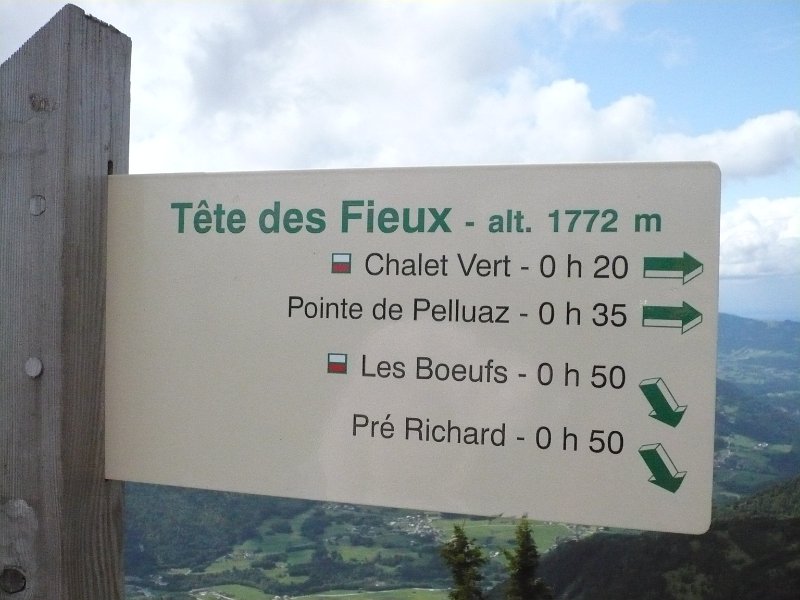 Tête des Fieux - alt. 1772 m
Chalet Vert - 0 h 20
Pointe de Pelluaz - 0 h 35
Les Boeufs - 0 h 50
Pré Richard - 0 h 50